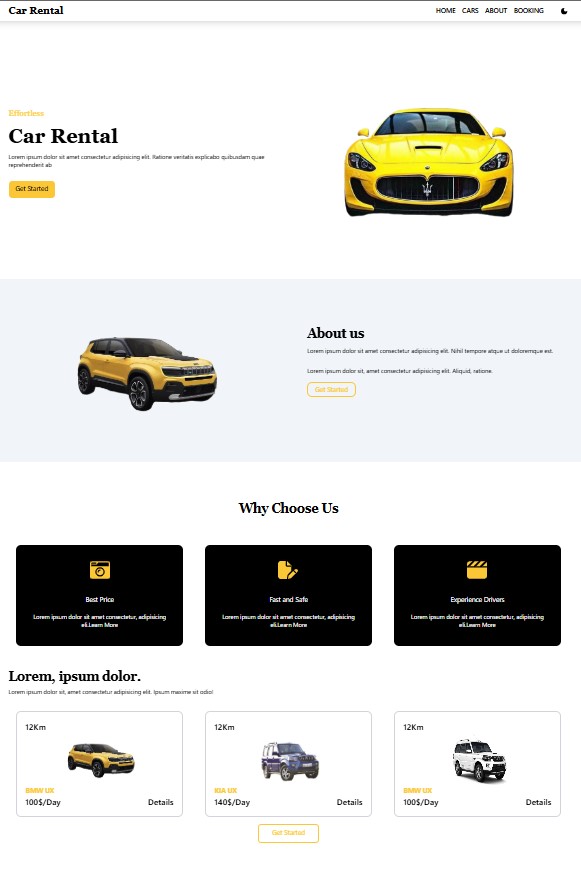 Car Rental
HOME CARS ABOUT BOOKING
Effortless
Car Rental
Lorem ipsum dolor sit amet consectetur adipisicing elit. Ratione veritatis explicabo quibusdam quae
reprehenderit ab
Get Started
About us
Lorem ipsum dolor sit amet consectetur adipisicing elit. Nihil tempore atque ut doloremque est.
Lorem ipsum dolor sit, amet consectetur adipisicing elit. Aliquid, ratione.
Get Started
Why Choose Us
Best Price
Lorem ipsum dolor sit amet consectetur, adipisicing
eli.Learn More
Fast and Safe
Lorem ipsum dolor sit amet consectetur, adipisicing
eli.Learn More
Experience Drivers
Lorem ipsum dolor sit amet consectetur, adipisicing
eli.Learn More
Lorem, ipsum dolor.
Lorem ipsum dolor sit, amet consectetur adipisicing elit. Ipsum maxime sit odio!
12Km
BMW UX
100$/Day Details
12Km
KIA UX
140$/Day Details
12Km
BMW UX
100$/Day Details
Get Started